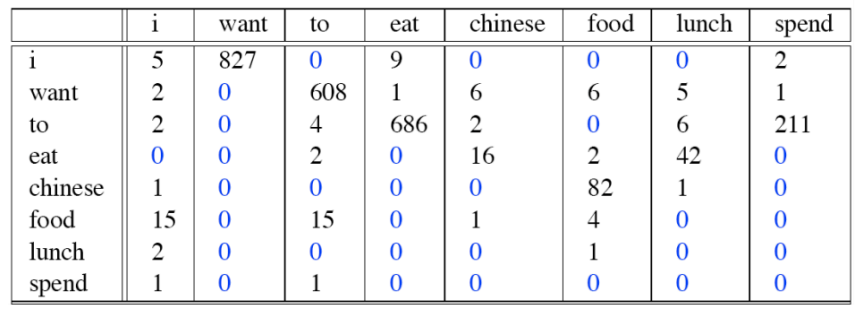 i want to eat chinese food lunch spend
i 5 827 0 9 0 0 0 2
want 2 0 608 1 6 6 5 1
to 2 0 4 686 2 0 6 211
eat 0 0 2 0 16 2 42 0
chinese 1 0 0 0 0 82 1 0
food 15 0 15 0 1 4 0 0
lunch 2 0 0 0 0 1 0 0
spend 1 0 1 0 0 0 0 0